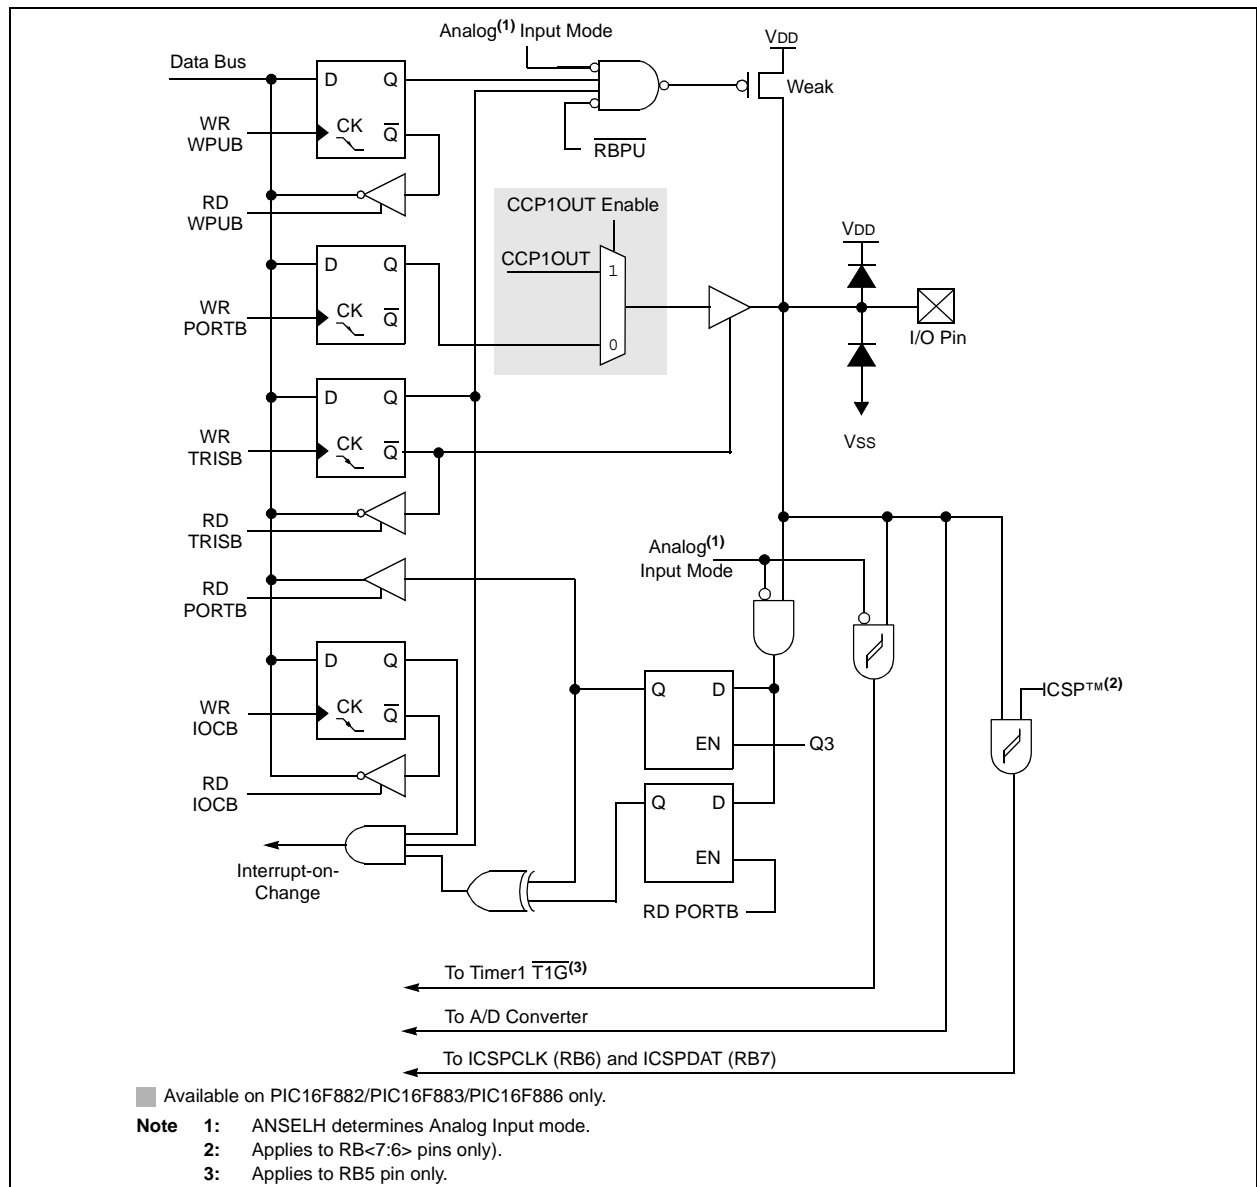 Analog(1) Input Mode
VDD
Data Bus
D Q
Weak
WR
WPUB
CK
Q
RBPU
RD
WPUB
CCP1OUT Enable
VDD
D Q
CCP1OUT
1
WR
PORTB
CK
Q
0
I/O Pin
D Q
WR
TRISB
CK
Q
VSS
RD
TRISB
Analog(1)
Input Mode
RD
PORTB
D Q
Q D
ICSP™(2)
WR
IOCB
CK
Q
EN
Q3
RD
IOCB
Q D
EN
Interrupt-on-
Change
RD PORTB
To Timer1 T1G(3)
To A/D Converter
To ICSPCLK (RB6) and ICSPDAT (RB7)
Available on PIC16F882/PIC16F883/PIC16F886 only.
Note 1: ANSELH determines Analog Input mode.
2: Applies to RB<7:6> pins only).
3: Applies to RB5 pin only.